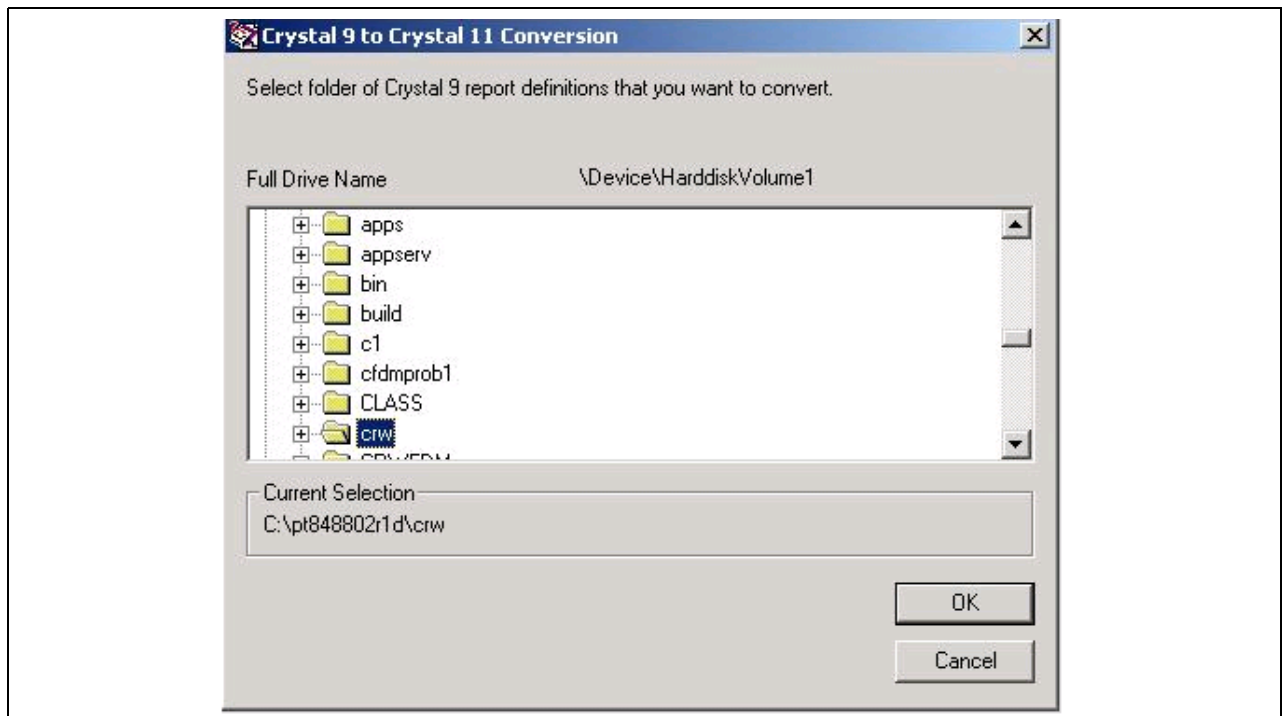 Crystal 9 to Crystal 11 Conversion
Select folder of Crystal 9 report definitions that you want to convert.
Full Drive Name \Device\HarddiskVolume1
apps
appserv
bin
build
c1
cfdmprob1
CLASS
crw
Current Selection
C:\pt848802r1d\crw
OK
Cancel